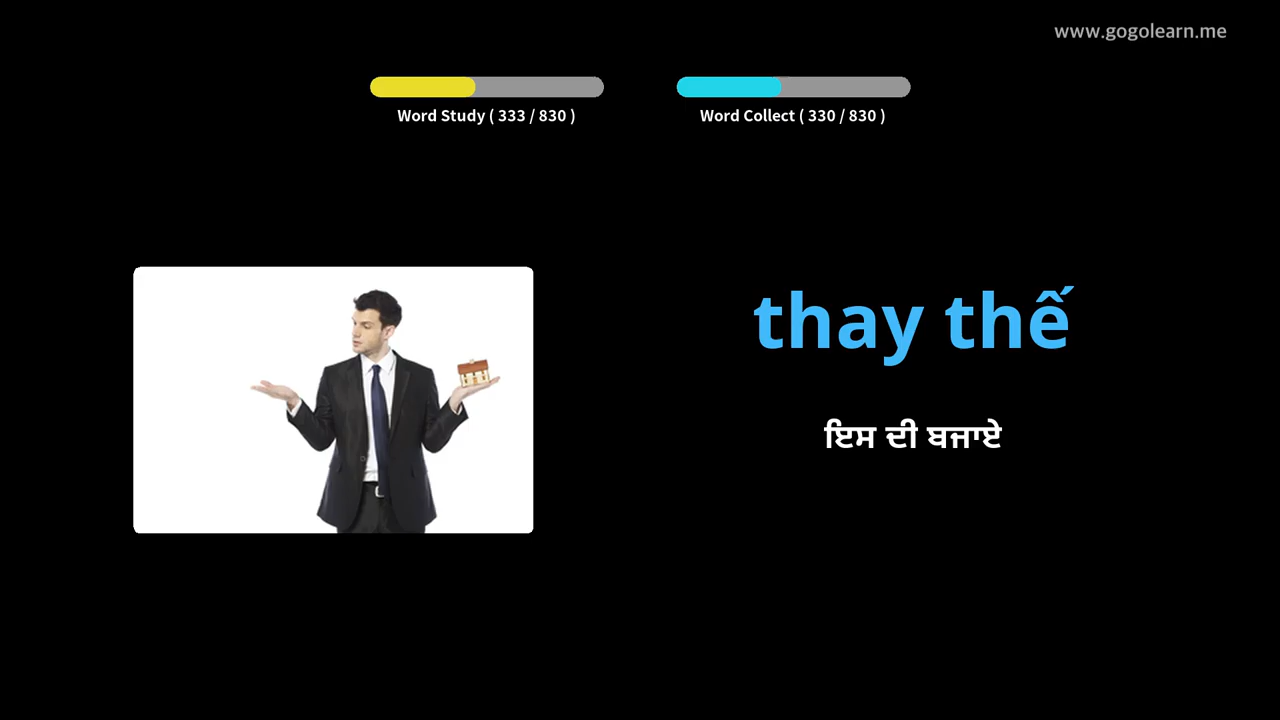 www.gogolearn.me
Word Study ( 333 / 830 )
Word Collect ( 330 / 830 )
thay thế
ਇਸ ਦੀ ਬਜਾਏ